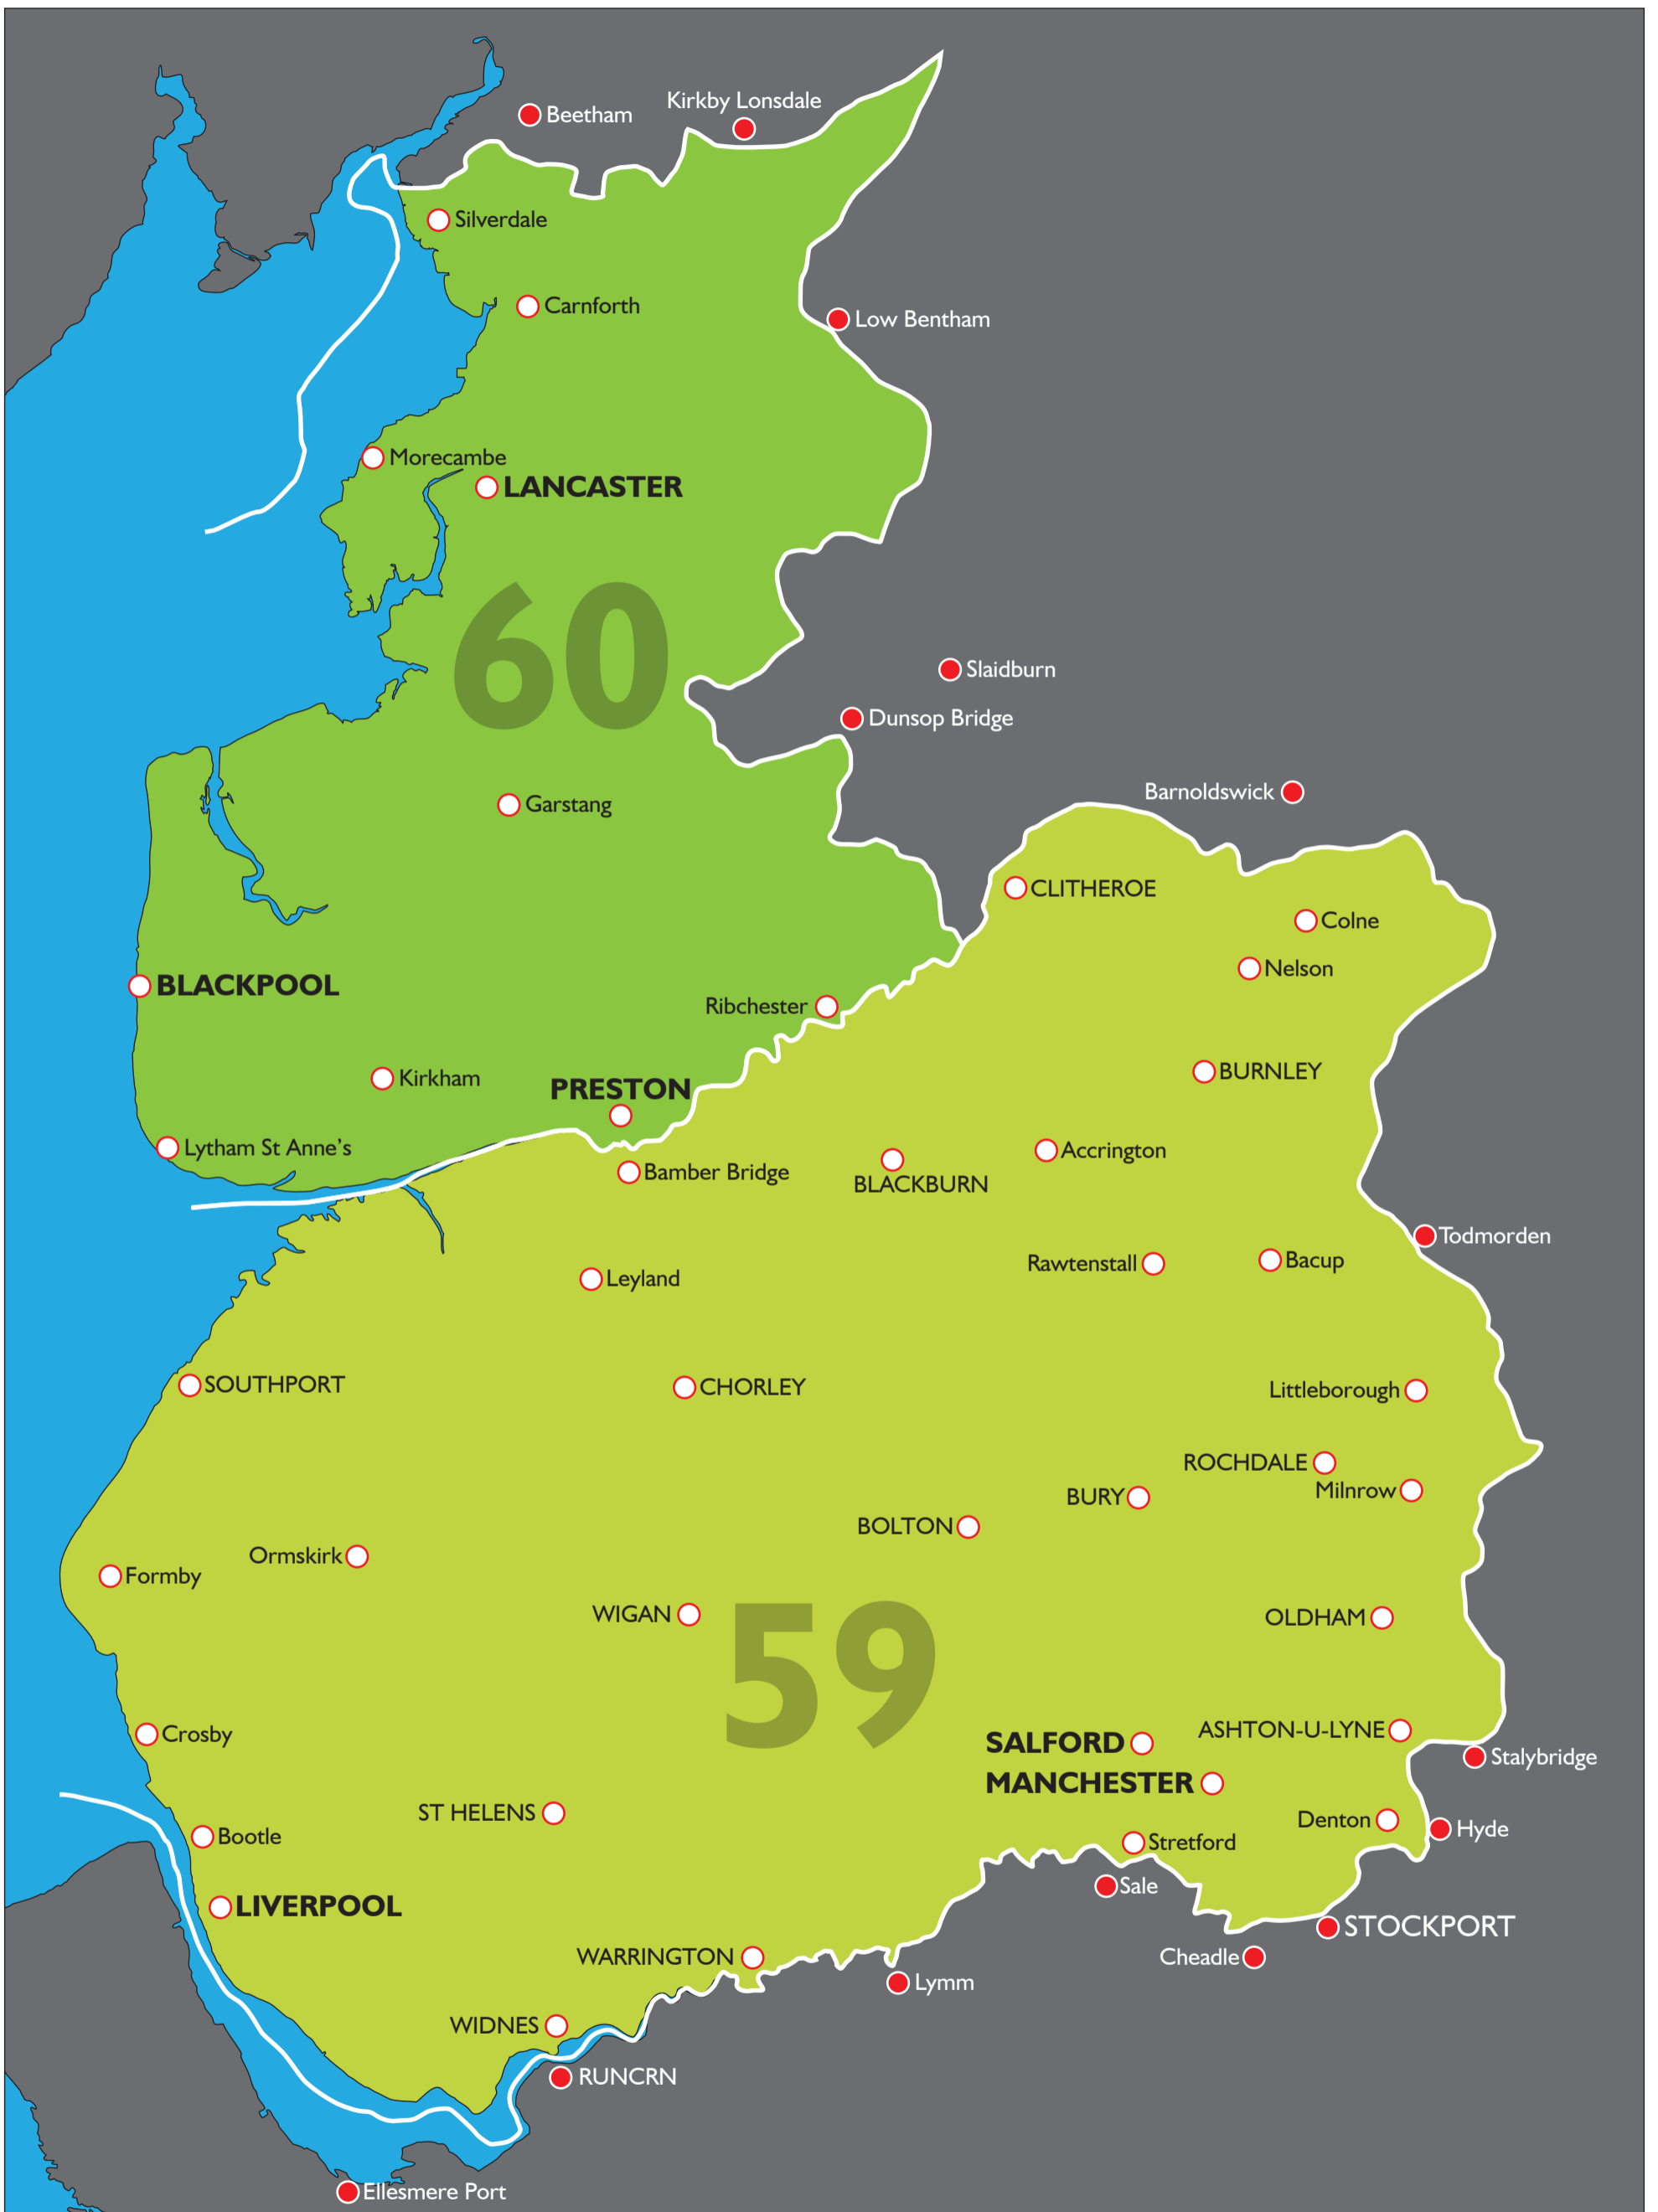 Kirkby Lonsdale
Beetham
Silverdale
Carnforth
Low Bentham
Morecambe
LANCASTER
60
Slaidburn
Dunsop Bridge
Barnoldswick
Garstang
CLITHEROE
Colne
Nelson
BLACKPOOL
Ribchester
BURNLEY
Kirkham
PRESTON
Lytham St Anne's
Accrington
Bamber Bridge
BLACKBURN
Todmorden
Bacup
Rawtenstall
Leyland
SOUTHPORT
CHORLEY
Littleborough
ROCHDALE
Milnrow
BURY
BOLTON
Ormskirk
Formby
WIGAN
OLDHAM
59
ASHTON-U-LYNE
Crosby
SALFORD
Stalybridge
MANCHESTER
ST HELENS
Denton
Hyde
Bootle
Stretford
Sale
LIVERPOOL
STOCKPORT
WARRINGTON
Cheadle
Lymm
WIDNES
RUNCRN
Ellesmere Port